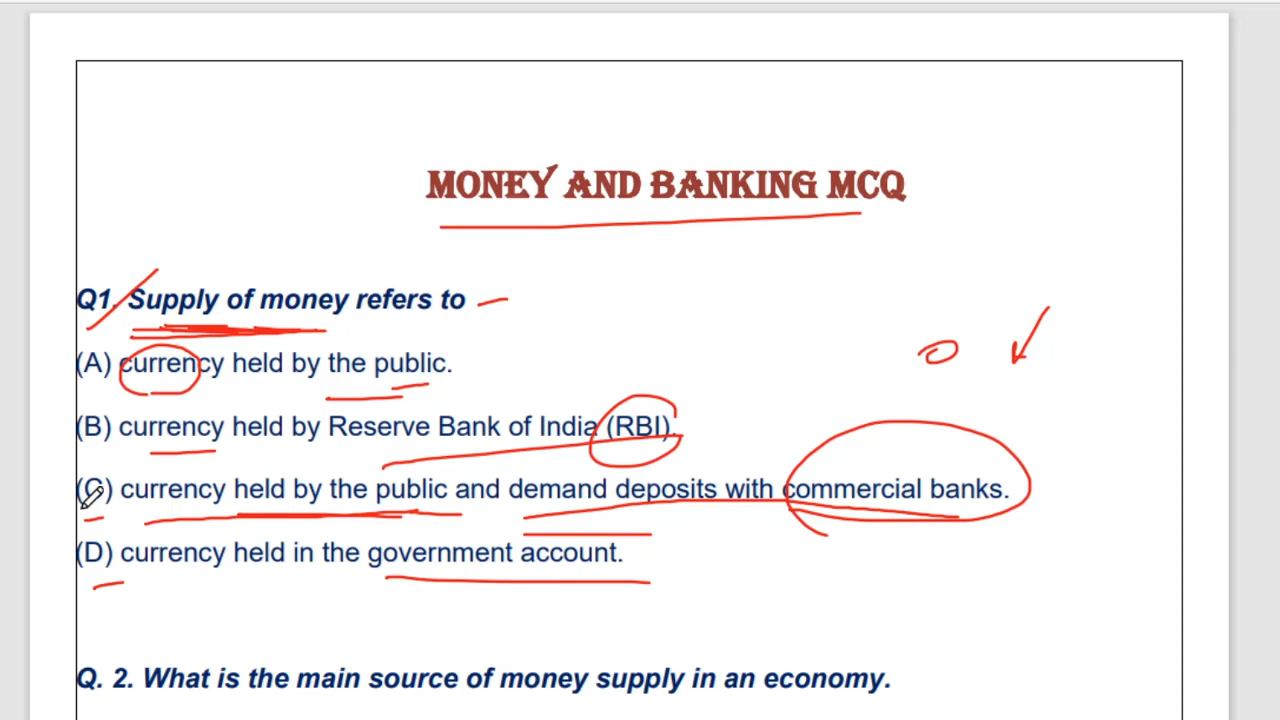 MONEY AND BANKING MCQ
Q1. Supply of money refers to
(A) currency held by the public.
(B) currency held by Reserve Bank of India (RBI).
(C) currency held by the public and demand deposits with commercial banks.
(D) currency held in the government account.
Q. 2. What is the main source of money supply in an economy.